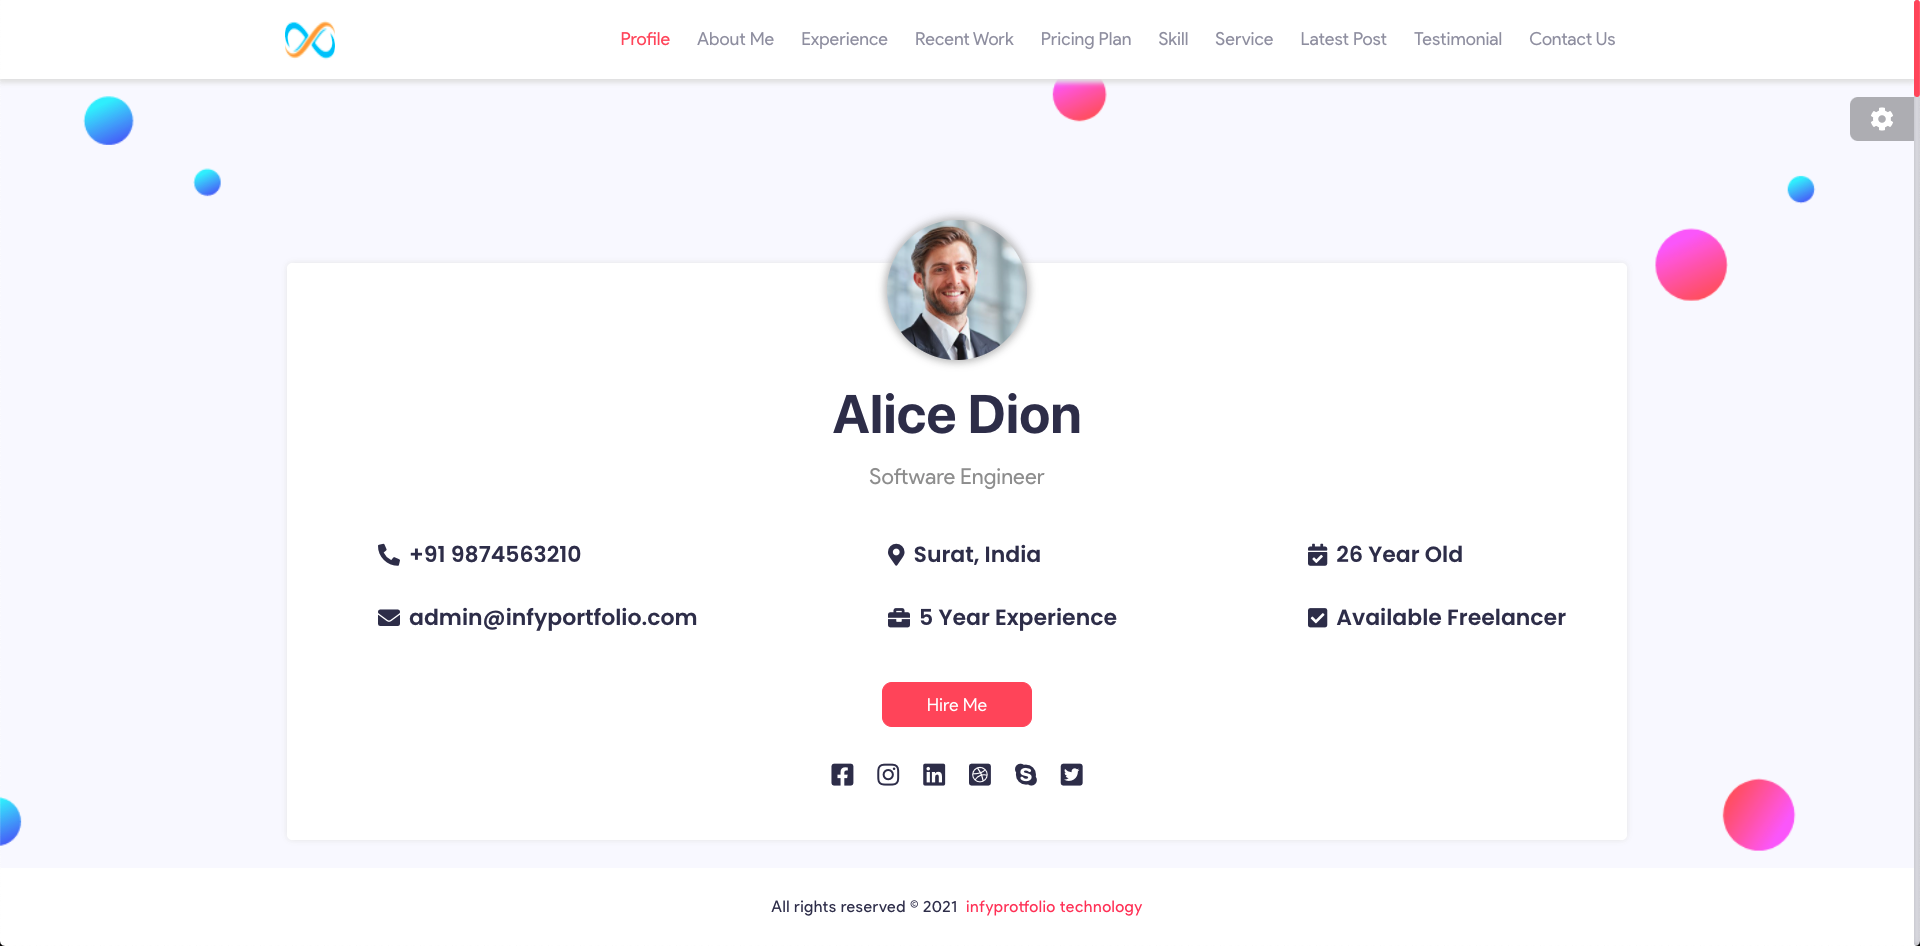 Profile About Me Experience Recent Work Pricing Plan Skill Service Latest Post Testimonial Contact Us
Alice Dion
Software Engineer
+91 9874563210 Surat, India 26 Year Old
admin@infyportfolio.com 5 Year Experience Available Freelancer
Hire Me
All rights reserved © 2021 infyprotfolio technology